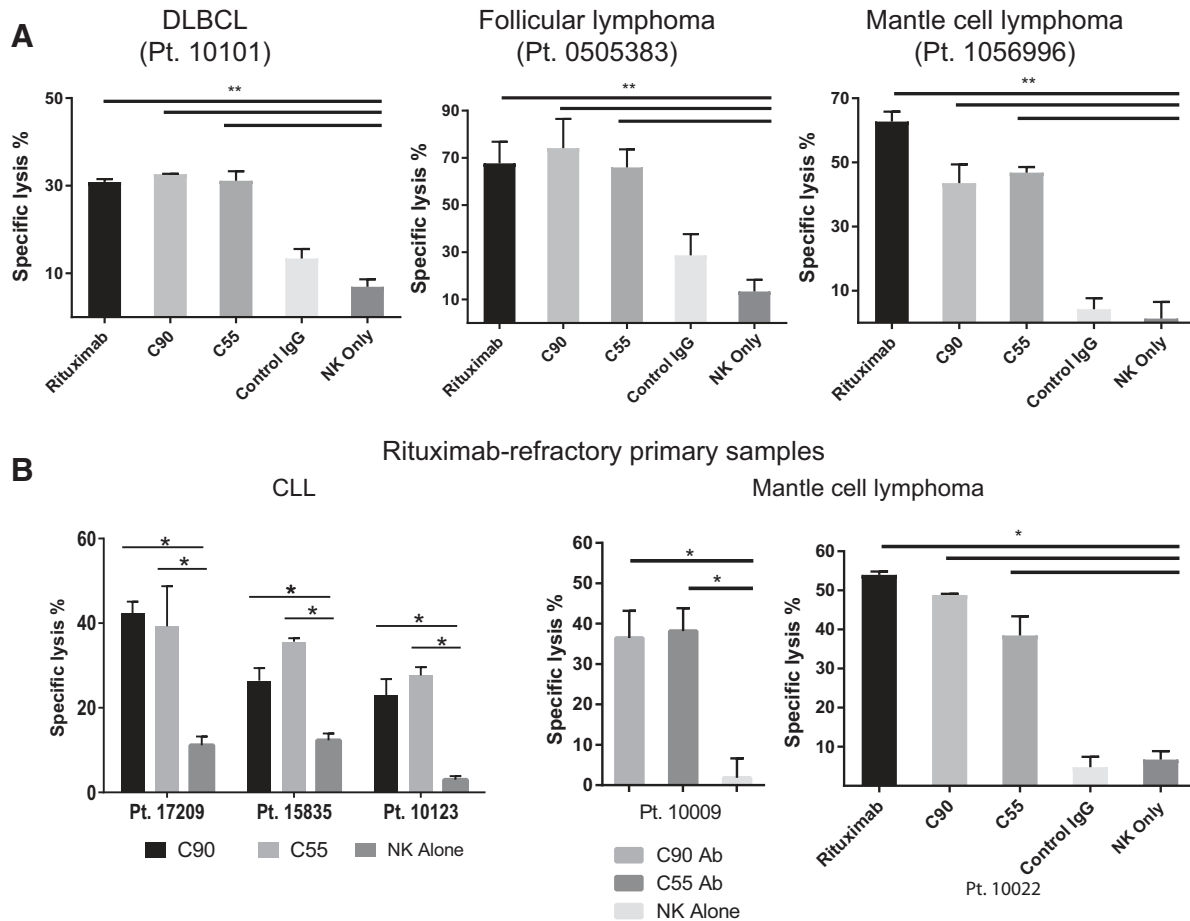 A
DLBCL
(Pt. 10101)
Specific lysis %
50
30
10
**
Rituximab
C90
C55
Control IgG
NK Only
Follicular lymphoma
(Pt. 0505383)
Specific lysis %
90
70
50
30
10
**
Rituximab
C90
C55
Control IgG
NK Only
Mantle cell lymphoma
(Pt. 1056996)
Specific lysis %
70
50
30
10
**
Rituximab
C90
C55
Control IgG
NK Only
B
Rituximab-refractory primary samples
CLL
Specific lysis %
60
40
20
0
*
*
*
*
*
*
Pt. 17209
Pt. 15835
Pt. 10123
C90
C55
NK Alone
Mantle cell lymphoma
Specific lysis %
60
50
40
30
20
10
0
*
*
Pt. 10009
C90 Ab
C55 Ab
NK Alone
Specific lysis %
60
50
40
30
20
10
*
Rituximab
C90
C55
Control IgG
NK Only
Pt. 10022